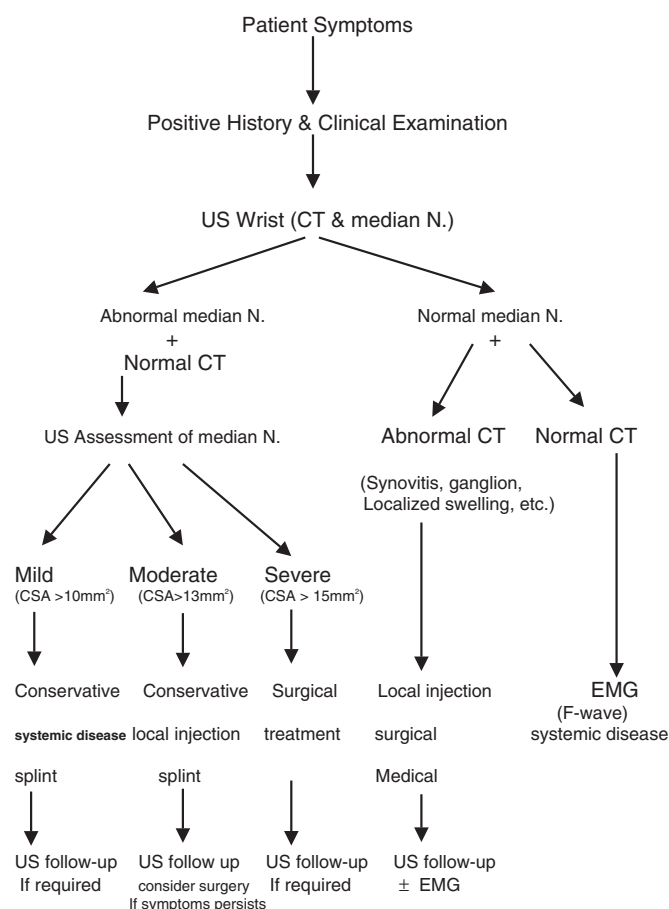 Patient Symptoms
Positive History & Clinical Examination
US Wrist (CT & median N.)
Abnormal median N.
+
Normal CT
US Assessment of median N.
Normal median N.
+
Abnormal CT
(Synovitis, ganglion,
Localized swelling, etc.)
Normal CT
Mild
(CSA >10mm²)
Moderate
(CSA>13mm²)
Severe
(CSA > 15mm²)
Conservative
systemic disease
splint
US follow-up
If required
Conservative
local injection
splint
US follow up
consider surgery
If symptoms persists
Surgical
treatment
US follow-up
If required
Local injection
surgical
Medical
US follow-up
± EMG
EMG
(F-wave)
systemic disease